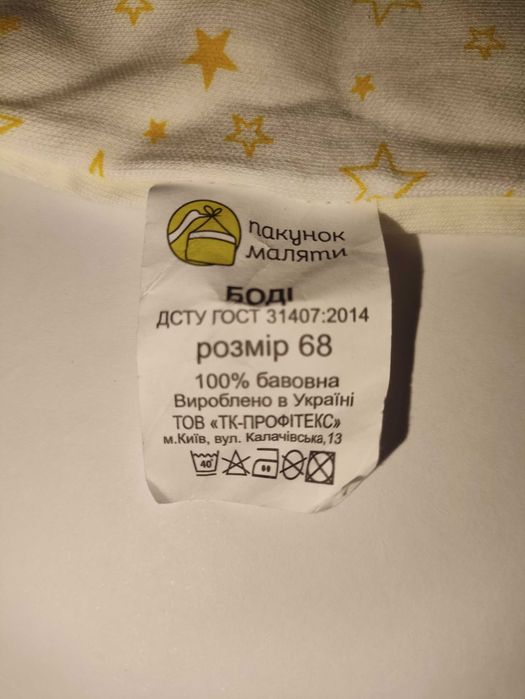 пакунок
маляти
БОДІ
ДСТУ ГОСТ 31407:2014
розмір 68
100% бавовна
Вироблено в Україні
ТОВ «ТК-ПРОФІТЕКС»
м.Київ, вул. Калачівська,13
40°